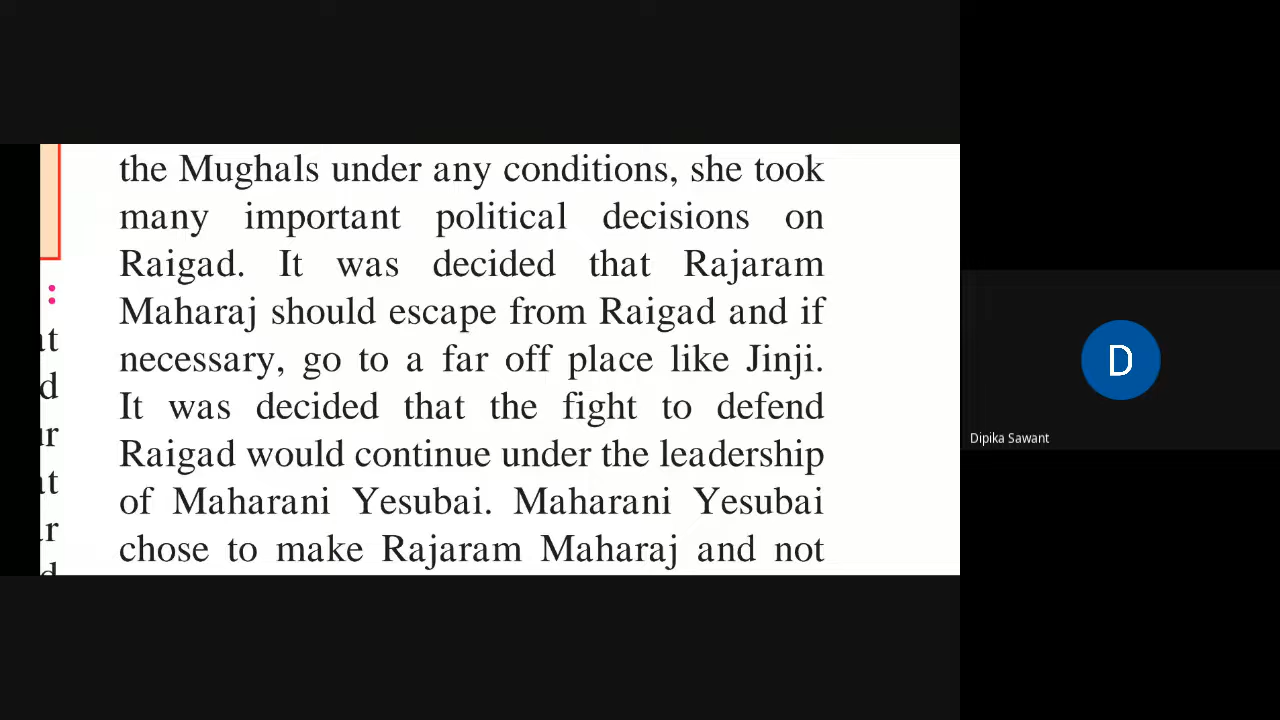 the Mughals under any conditions, she took
many important political decisions on
Raigad. It was decided that Rajaram
Maharaj should escape from Raigad and if
necessary, go to a far off place like Jinji.
It was decided that the fight to defend
Raigad would continue under the leadership
of Maharani Yesubai. Maharani Yesubai
chose to make Rajaram Maharaj and not
:
D
Dipika Sawant